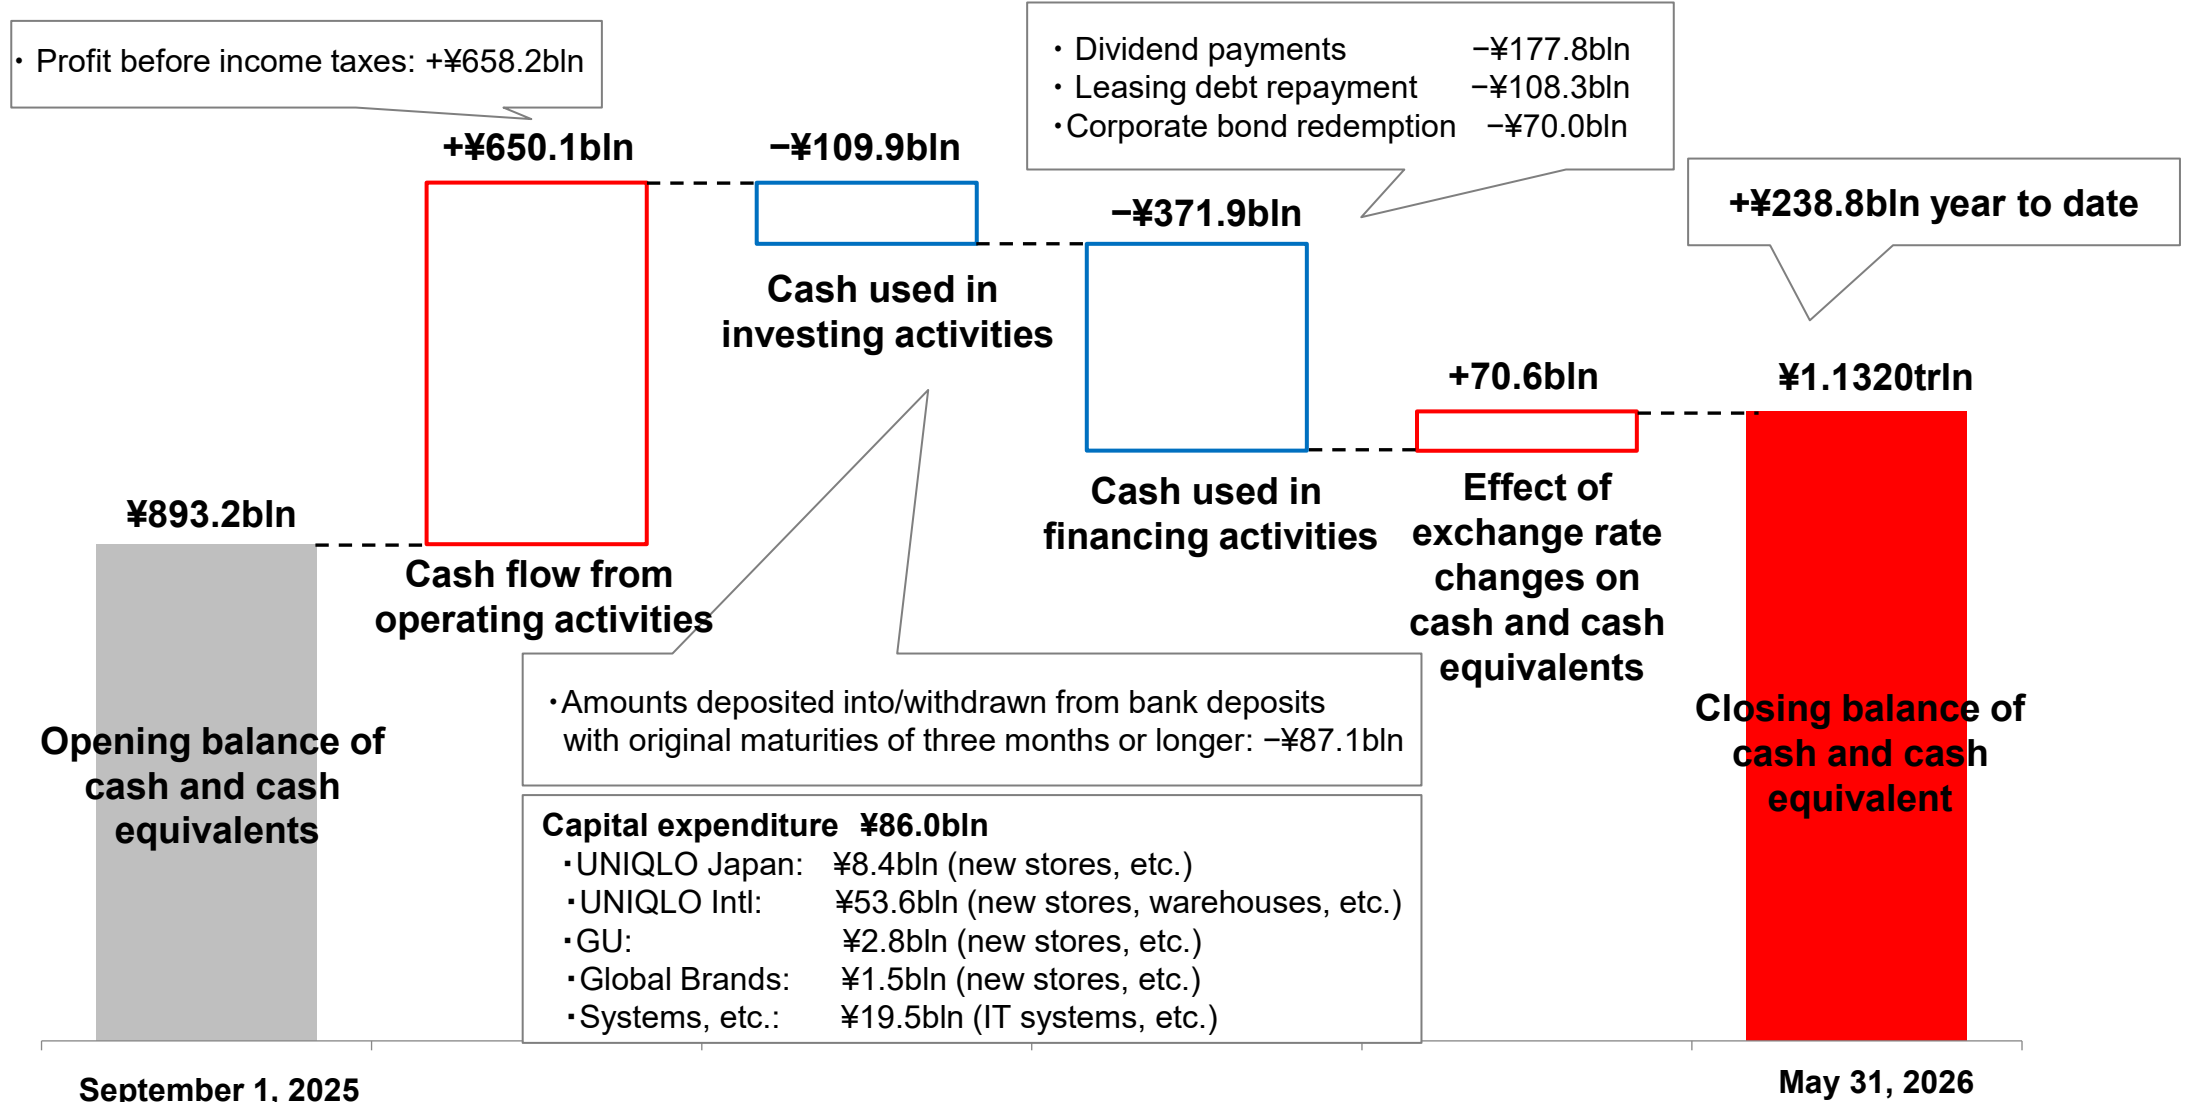 ・ Profit before income taxes: +¥658.2bln
・ Dividend payments −¥177.8bln
・ Leasing debt repayment −¥108.3bln
・Corporate bond redemption −¥70.0bln
+¥650.1bln
−¥109.9bln
−¥371.9bln
+¥238.8bln year to date
Cash used in
investing activities
+70.6bln
¥1.1320trln
¥893.2bln
Cash flow from
operating activities
Cash used in
financing activities
Effect of
exchange rate
changes on
cash and cash
equivalents
・Amounts deposited into/withdrawn from bank deposits
with original maturities of three months or longer: −¥87.1bln
Opening balance of
cash and cash
equivalents
Closing balance of
cash and cash
equivalent
Capital expenditure ¥86.0bln
・UNIQLO Japan: ¥8.4bln (new stores, etc.)
・UNIQLO Intl: ¥53.6bln (new stores, warehouses, etc.)
・GU: ¥2.8bln (new stores, etc.)
・Global Brands: ¥1.5bln (new stores, etc.)
・Systems, etc.: ¥19.5bln (IT systems, etc.)
September 1, 2025
May 31, 2026